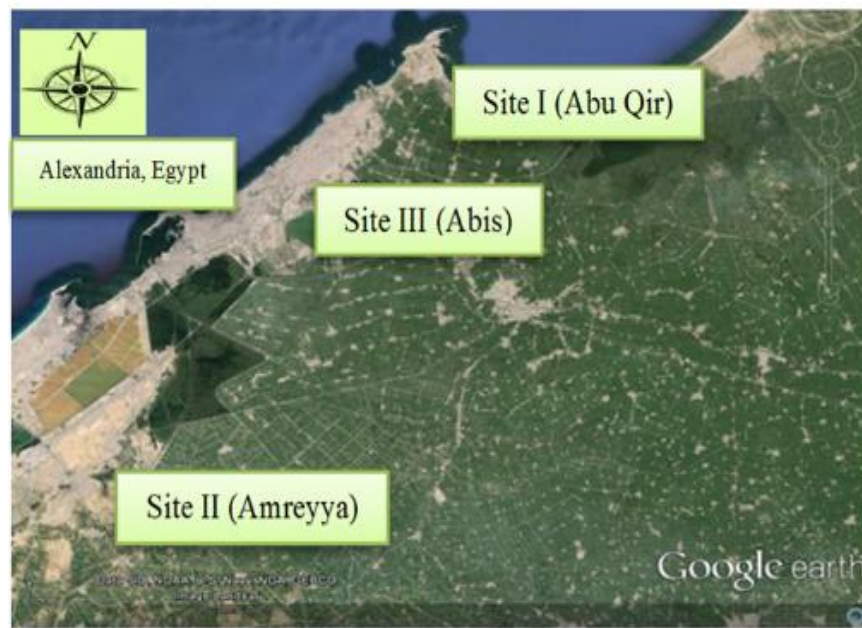 N
Site I (Abu Qir)
Alexandria, Egypt
Site III (Abis)
Site II (Amreyya)
Google earth